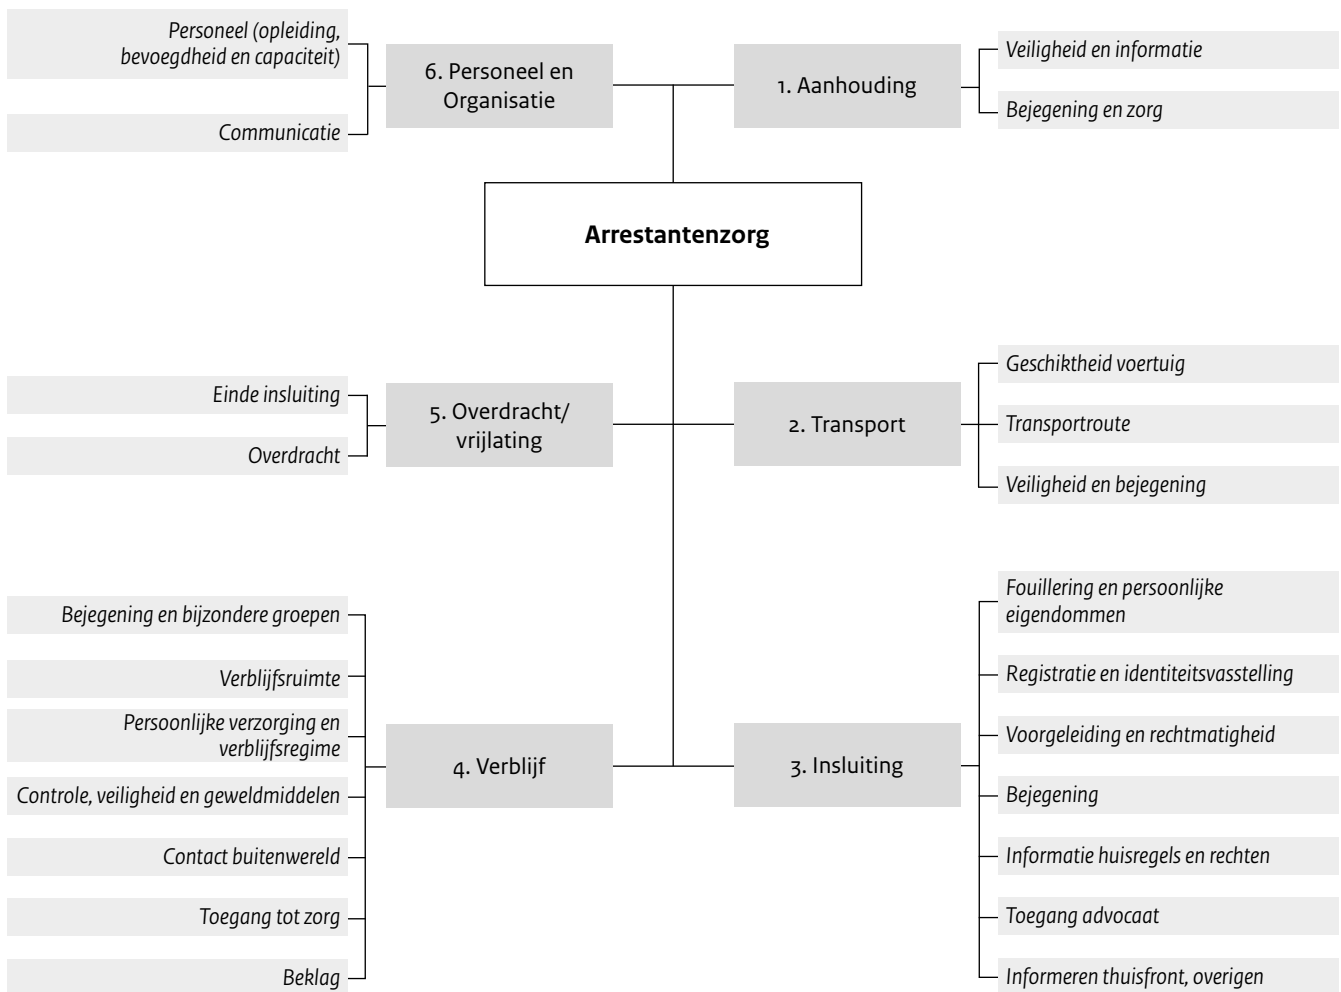 Personeel (opleiding,
bevoegdheid en capaciteit)
Communicatie
6. Personeel en
Organisatie
1. Aanhouding
Veiligheid en informatie
Bejegening en zorg
Arrestantenzorg
Einde insluiting
Overdracht
5. Overdracht/
vrijlating
2. Transport
Geschiktheid voertuig
Transportroute
Veiligheid en bejegening
Bejegening en bijzondere groepen
Verblijfsruimte
Persoonlijke verzorging en
verblijfsregime
Controle, veiligheid en geweldmiddelen
Contact buitenwereld
Toegang tot zorg
Beklag
4. Verblijf
3. Insluiting
Fouillering en persoonlijke
eigendommen
Registratie en identiteitsvasstelling
Voorgeleiding en rechtmatigheid
Bejegening
Informatie huisregels en rechten
Toegang advocaat
Informeren thuisfront, overigen